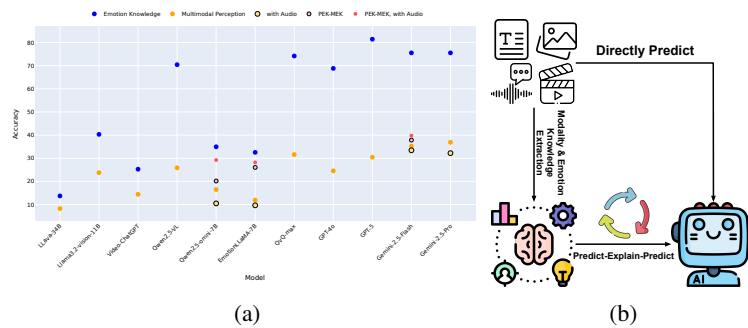 Emotion Knowledge
Multimodal Perception
with Audio
PEK-MEK
PEK-MEK, with Audio
Accuracy
80
70
60
50
40
30
20
10
LLava-34B
Llama3.2-vision-11B
Video-ChatGPT
Qwen2.5-VL
Qwen2.5-omni-7B
EmotionLLaMA-7B
QvQ-max
GPT-4o
GPT-5
Gemini-2.5-Flash
Gemini-2.5-Pro
Model
(a)
T
Directly Predict
Modality & Emotion
Knowledge
Extraction
Predict-Explain-Predict
AI
(b)